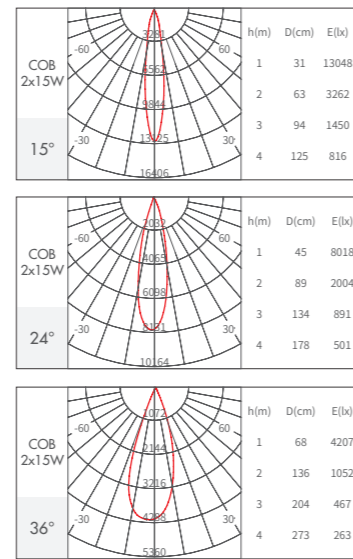 3281
6562
9844
13125
16406
-60
60
-30
30
COB
2x15W
15°
h(m) D(cm) E(lx)
1 31 13048
2 63 3262
3 94 1450
4 125 816
2032
4065
6098
8131
10164
-60
60
-30
30
COB
2x15W
24°
h(m) D(cm) E(lx)
1 45 8018
2 89 2004
3 134 891
4 178 501
1072
2144
3216
4288
5360
-60
60
-30
30
COB
2x15W
36°
h(m) D(cm) E(lx)
1 68 4207
2 136 1052
3 204 467
4 273 263